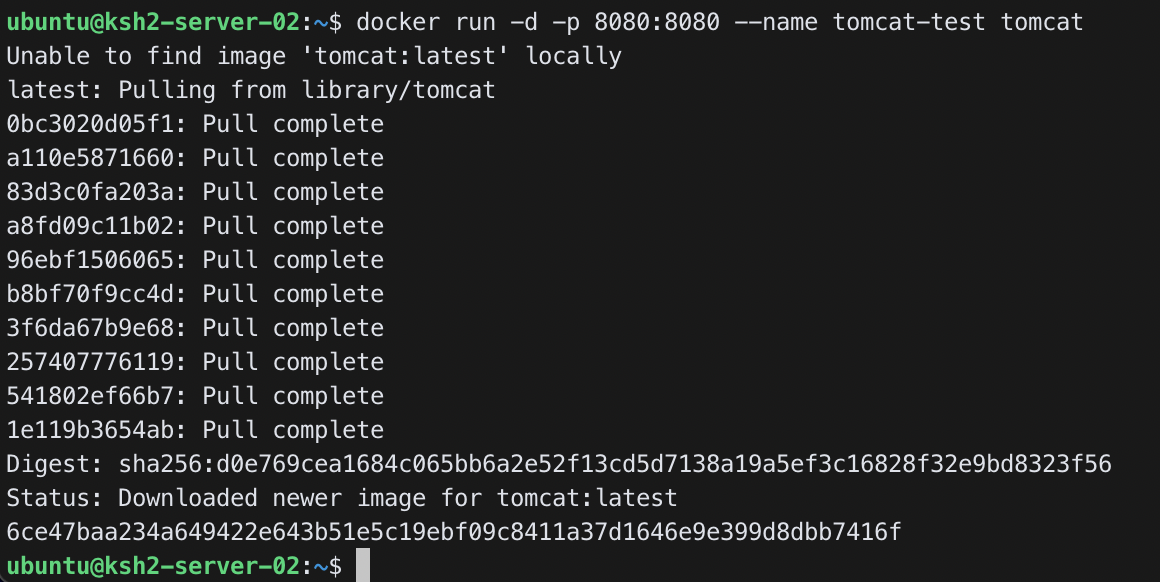 ubuntu@ksh2-server-02:~$ docker run -d -p 8080:8080 --name tomcat-test tomcat
Unable to find image 'tomcat:latest' locally
latest: Pulling from library/tomcat
0bc3020d05f1: Pull complete
a110e5871660: Pull complete
83d3c0fa203a: Pull complete
a8fd09c11b02: Pull complete
96ebf1506065: Pull complete
b8bf70f9cc4d: Pull complete
3f6da67b9e68: Pull complete
257407776119: Pull complete
541802ef66b7: Pull complete
1e119b3654ab: Pull complete
Digest: sha256:d0e769cea1684c065bb6a2e52f13cd5d7138a19a5ef3c16828f32e9bd8323f56
Status: Downloaded newer image for tomcat:latest
6ce47baa234a649422e643b51e5c19ebf09c8411a37d1646e9e399d8dbb7416f
ubuntu@ksh2-server-02:~$